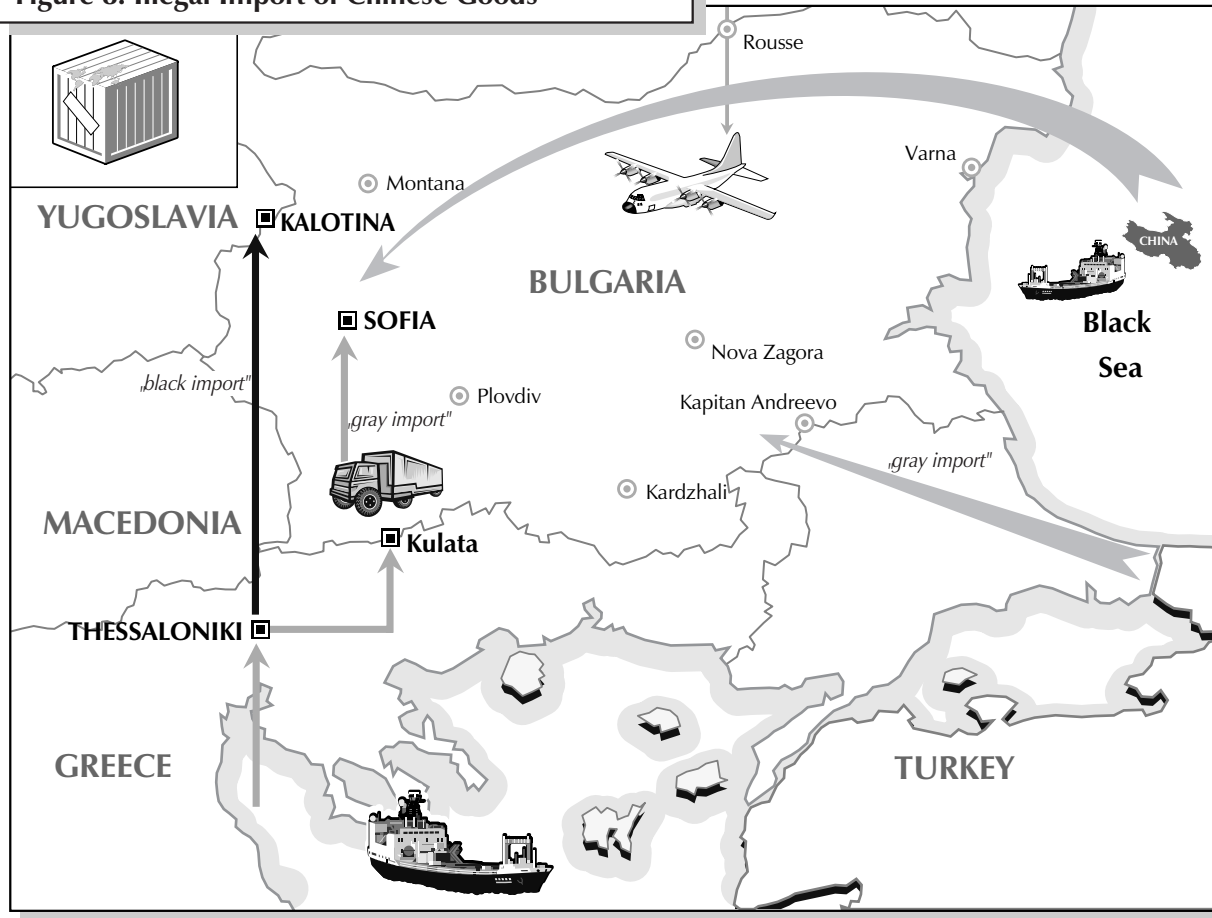 Figure 6. Illegal Import of Chinese Goods
Rousse
Varna
Montana
YUGOSLAVIA
KALOTINA
CHINA
BULGARIA
SOFIA
Black
Sea
Nova Zagora
„black import"
Plovdiv
Kapitan Andreevo
„gray import"
„gray import"
Kardzhali
MACEDONIA
Kulata
THESSALONIKI
GREECE
TURKEY